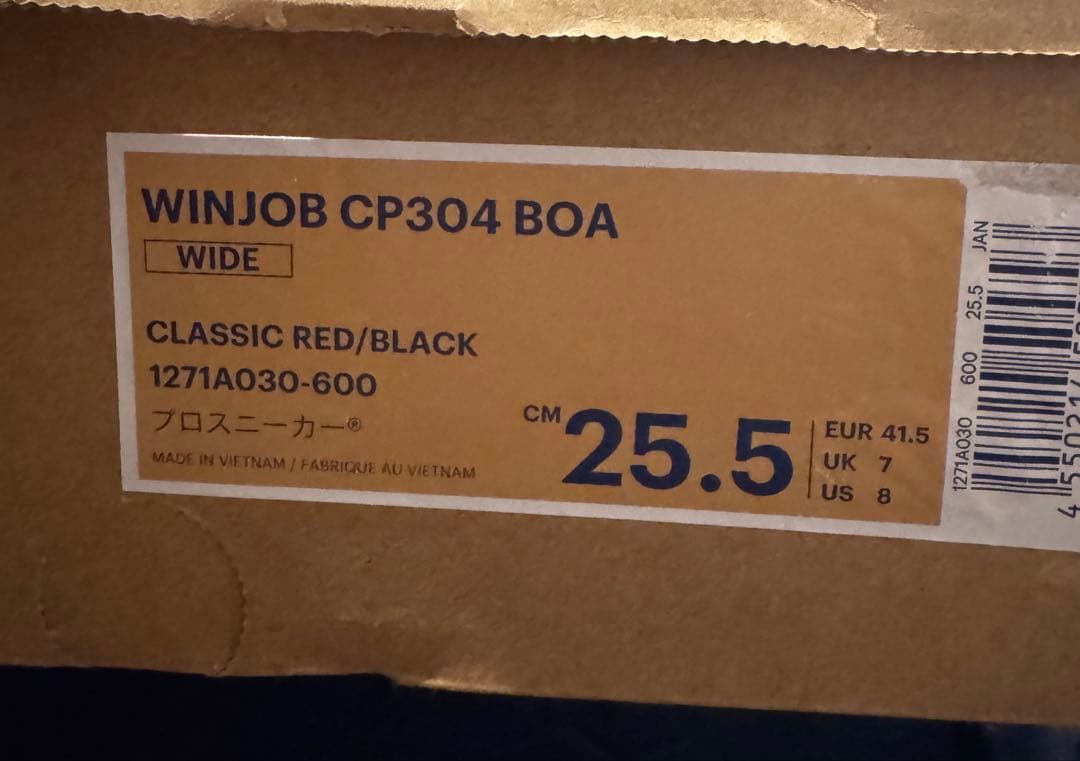 WINJOB CP304 BOA
WIDE
CLASSIC RED/BLACK
1271A030-600
プロスニーカー®
MADE IN VIETNAM / FABRIQUE AU VIETNAM
CM 25.5
EUR 41.5
UK 7
US 8
1271A030 600 25.5 JAN